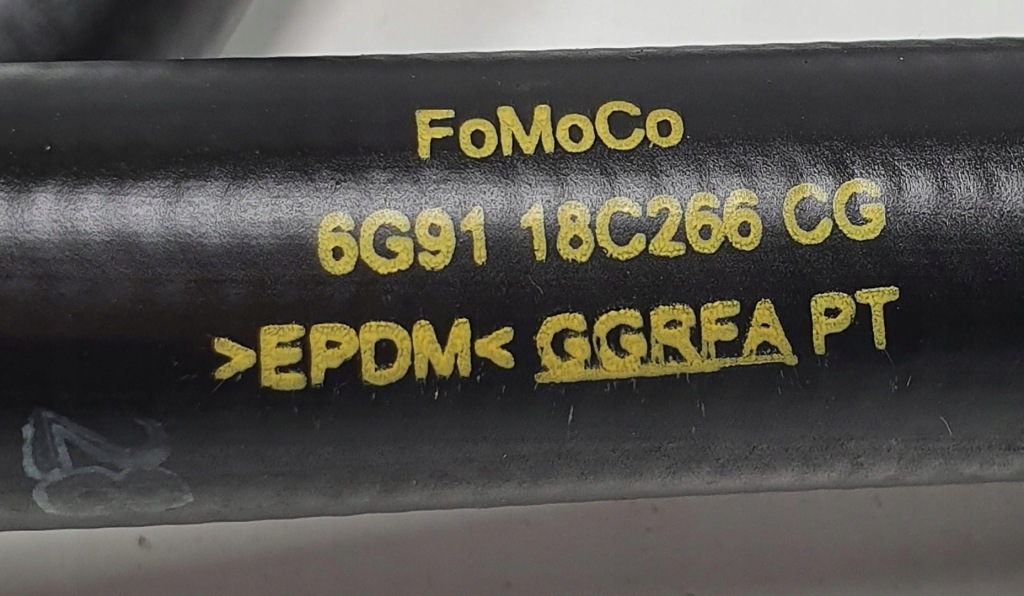 FoMoCo
6G91 18C266 CG
>EPDM< GGRFA PT